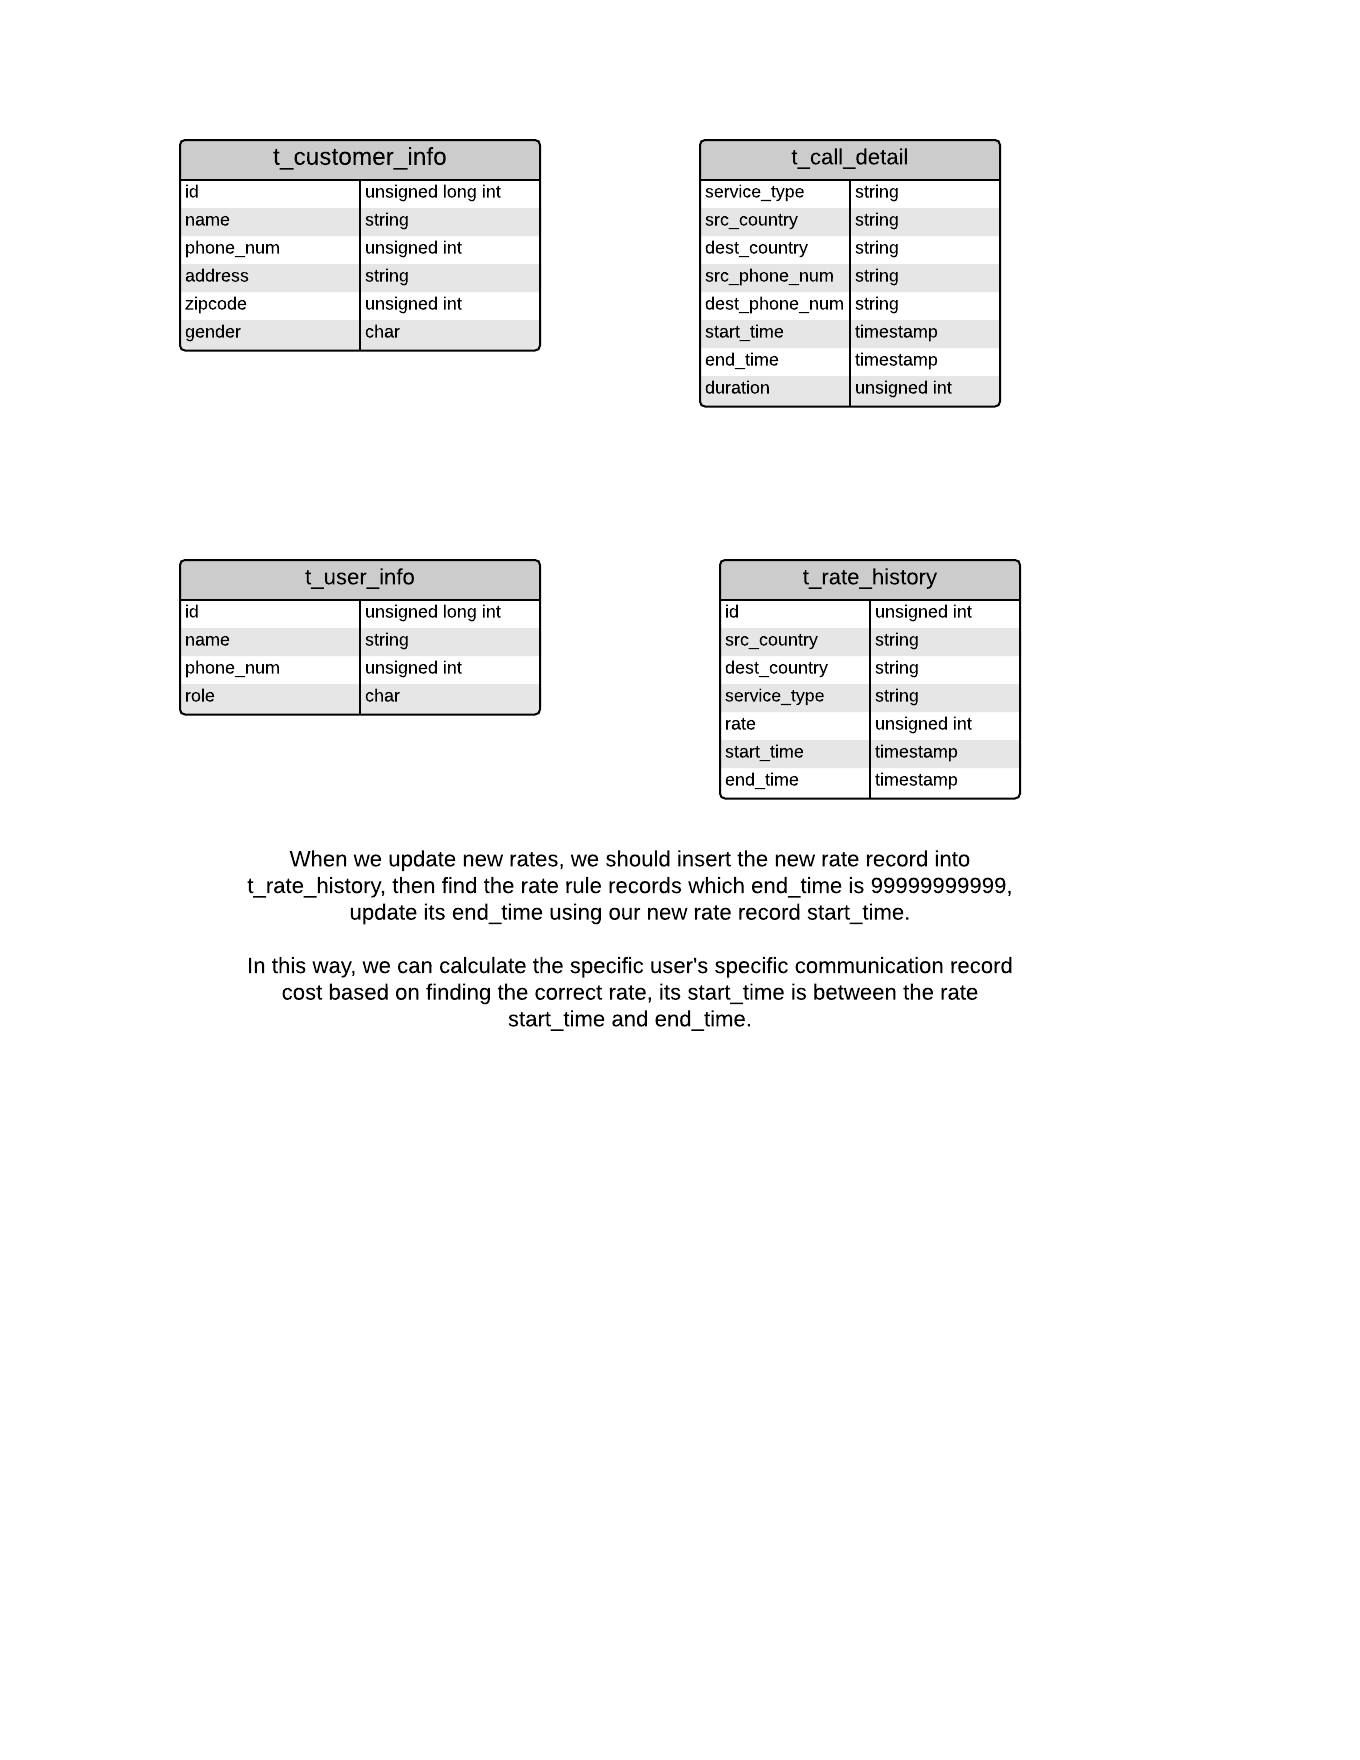 t_customer_info
id unsigned long int
name string
phone_num unsigned int
address string
zipcode unsigned int
gender char
t_call_detail
service_type string
src_country string
dest_country string
src_phone_num string
dest_phone_num string
start_time timestamp
end_time timestamp
duration unsigned int
t_user_info
id unsigned long int
name string
phone_num unsigned int
role char
t_rate_history
id unsigned int
src_country string
dest_country string
service_type string
rate unsigned int
start_time timestamp
end_time timestamp
When we update new rates, we should insert the new rate record into
t_rate_history, then find the rate rule records which end_time is 99999999999,
update its end_time using our new rate record start_time.
In this way, we can calculate the specific user's specific communication record
cost based on finding the correct rate, its start_time is between the rate
start_time and end_time.